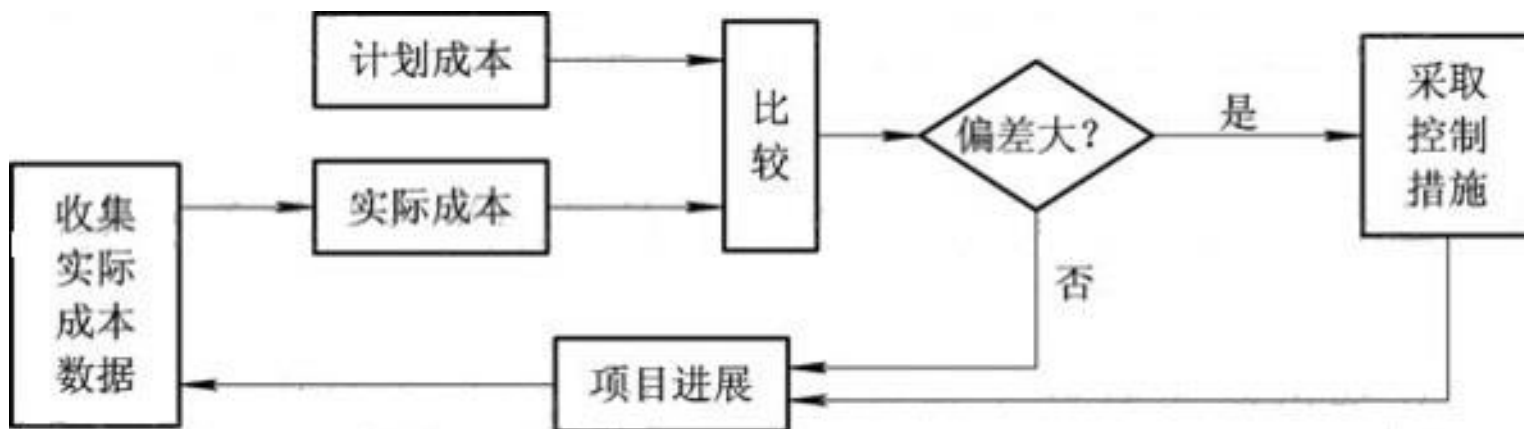 计划成本
比
较
偏差大?
是
采取
控制
措施
收集
实际
成本
数据
实际成本
否
项目进展